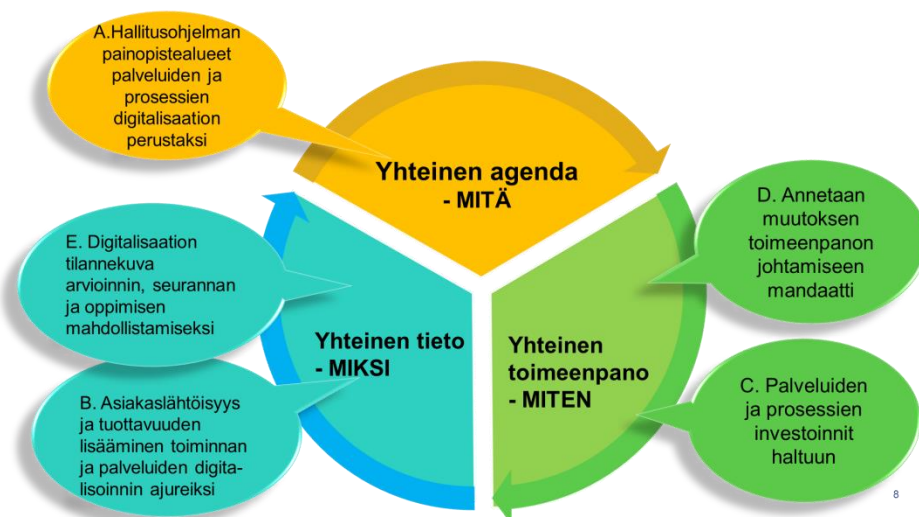 A.Hallitusohjelman
painopistealueet
palveluiden ja
prosessien
digitalisaation
perustaksi
Yhteinen agenda
- MITÄ
D. Annetaan
muutoksen
toimeenpanon
johtamiseen
mandaatti
E. Digitalisaation
tilannekuva
arvioinnin, seurannan
ja oppimisen
mahdollistamiseksi
Yhteinen tieto
- MIKSI
Yhteinen
toimeenpano
- MITEN
C. Palveluiden
ja prosessien
investoinnit
haltuun
B. Asiakaslähtöisyys
ja tuottavuuden
lisääminen toiminnan
ja palveluiden digita-
lisoinnin ajureiksi
8